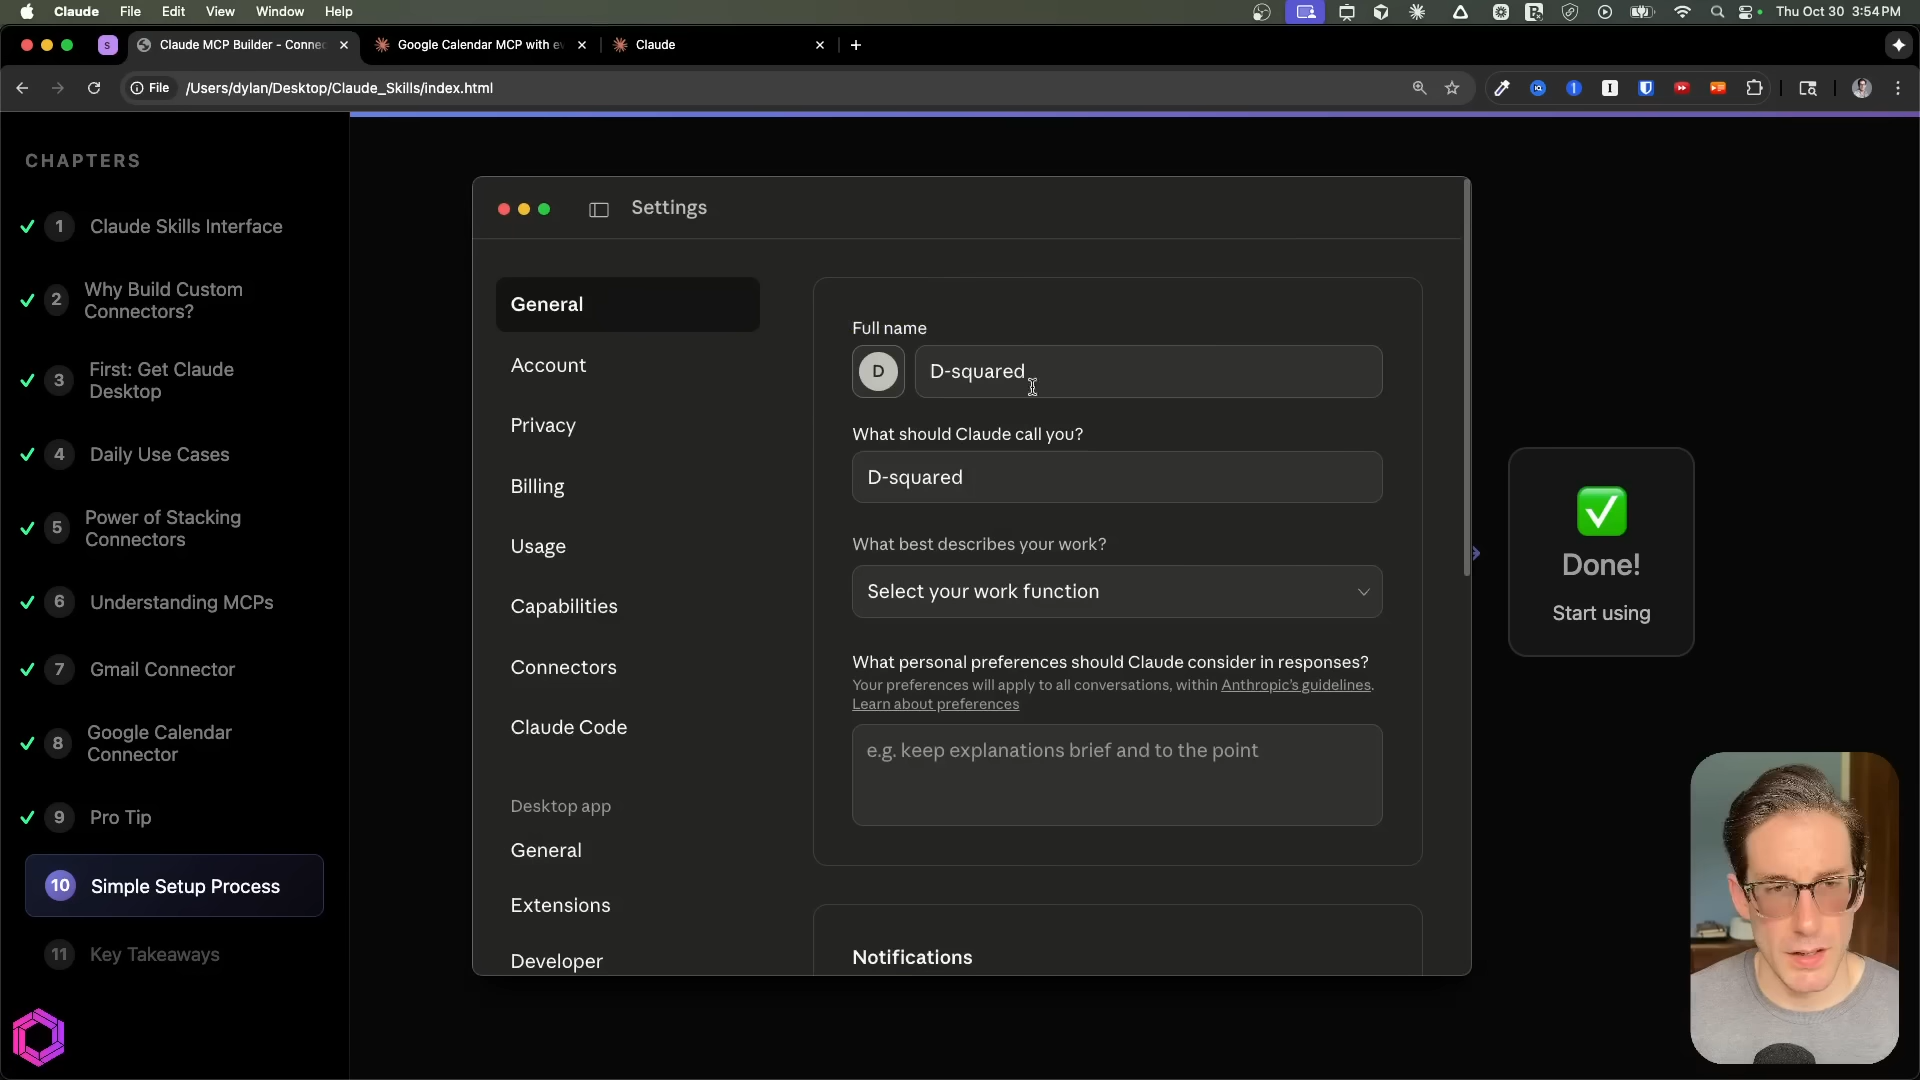 Claude File Edit View Window Help
Thu Oct 30 3:54 PM
S
Claude MCP Builder - Connec
Google Calendar MCP with ev
Claude
File /Users/dylan/Desktop/Claude_Skills/index.html
CHAPTERS
1 Claude Skills Interface
2 Why Build Custom
Connectors?
3 First: Get Claude
Desktop
4 Daily Use Cases
5 Power of Stacking
Connectors
6 Understanding MCPs
7 Gmail Connector
8 Google Calendar
Connector
9 Pro Tip
10 Simple Setup Process
11 Key Takeaways
Settings
General
Account
Privacy
Billing
Usage
Capabilities
Connectors
Claude Code
Desktop app
General
Extensions
Developer
Full name
D D-squared
What should Claude call you?
D-squared
What best describes your work?
Select your work function
What personal preferences should Claude consider in responses?
Your preferences will apply to all conversations, within Anthropic's guidelines.
Learn about preferences
e.g. keep explanations brief and to the point
Notifications
Done!
Start using